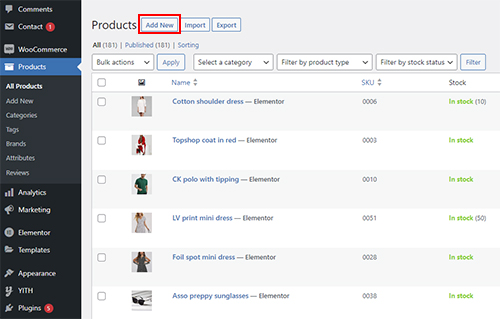 Comments
Contact 1
WooCommerce
Products
All Products
Add New
Categories
Tags
Brands
Attributes
Reviews
Analytics
Marketing
Elementor
Templates
Appearance
YITH
Plugins 5
Products Add New Import Export
All (181) | Published (181) | Sorting
Bulk actions Apply Select a category Filter by product type Filter by stock status Filter
Name SKU Stock
Cotton shoulder dress — Elementor 0006 In stock (10)
Topshop coat in red — Elementor 0003 In stock
CK polo with tipping — Elementor 0010 In stock
LV print mini dress — Elementor 0051 In stock (50)
Foil spot mini dress — Elementor 0028 In stock
Asso preppy sunglasses — Elementor 0038 In stock